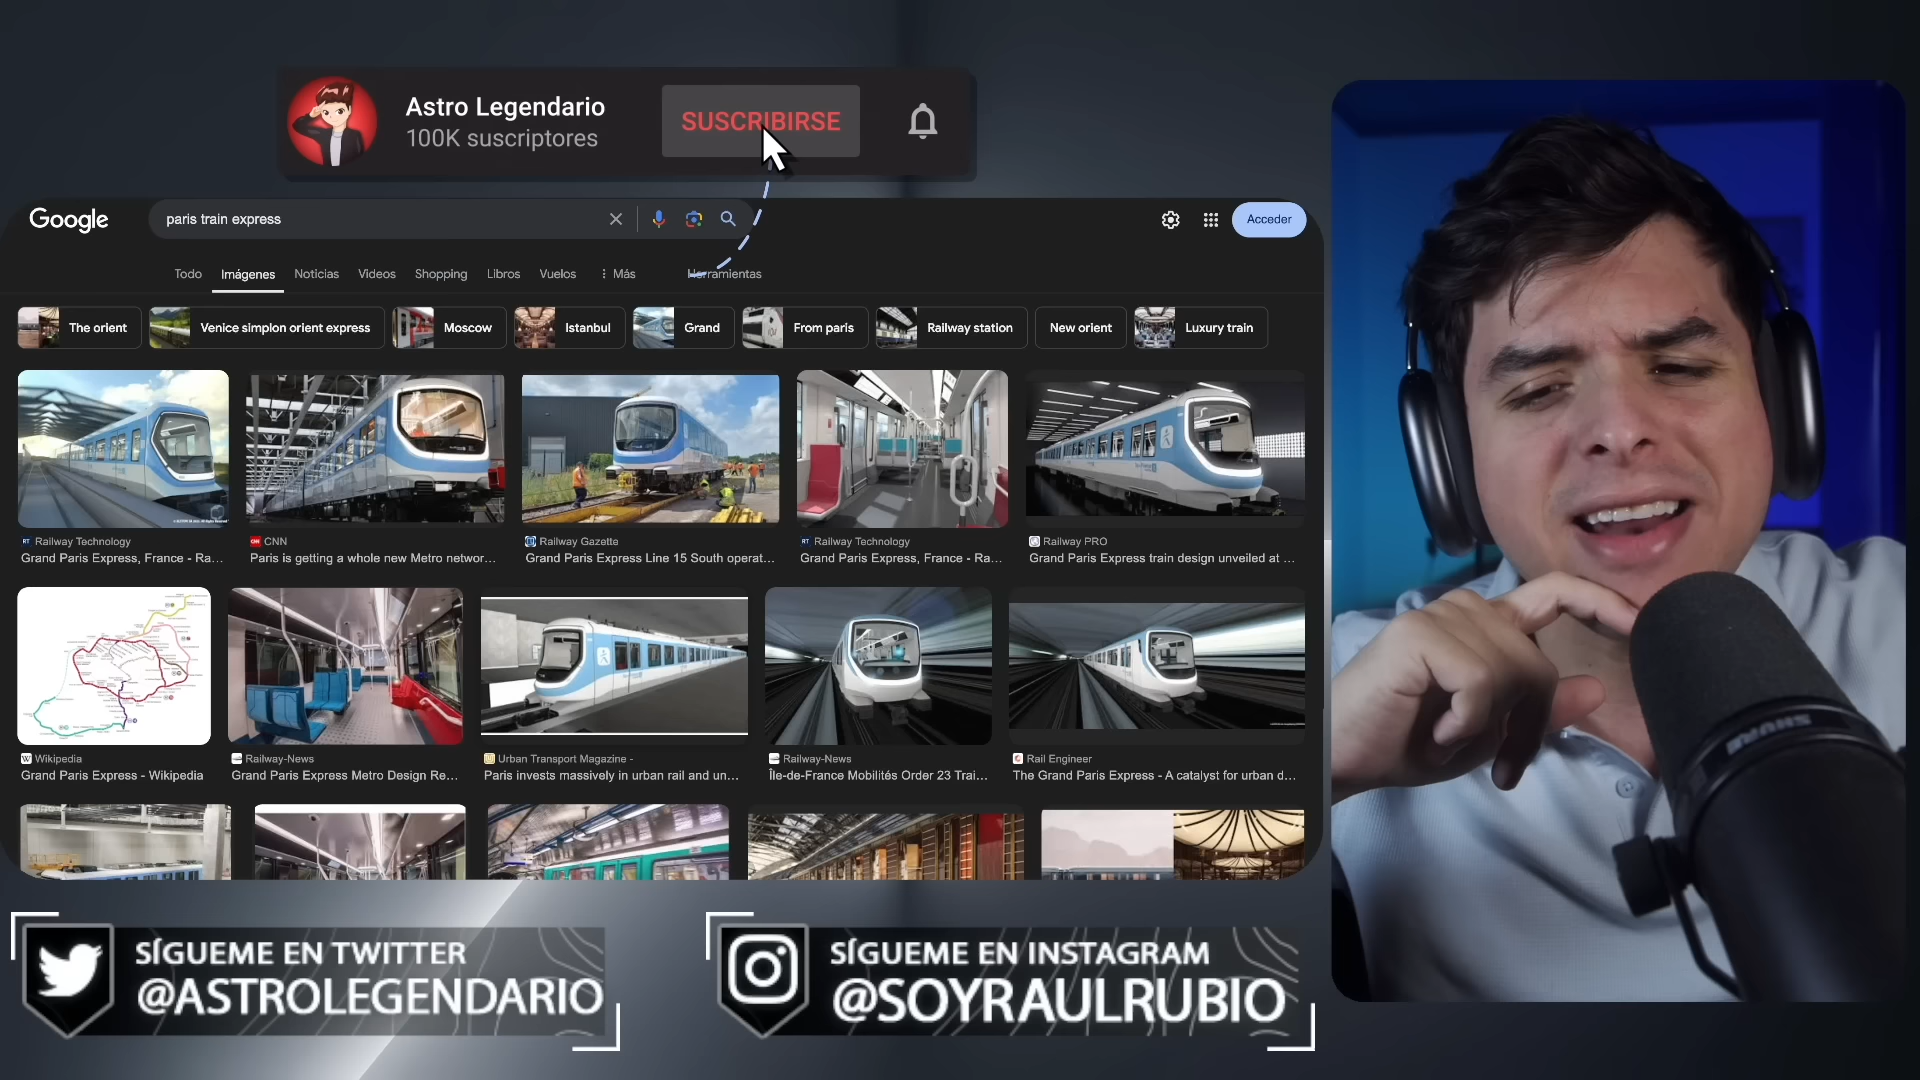 Astro Legendario
100K suscriptores
SUSCRIBIRSE
Google
paris train express
Acceder
Todo
Imágenes
Noticias
Videos
Shopping
Libros
Vuelos
Más
Herramientas
The orient
Venice simplon orient express
Moscow
Istanbul
Grand
From paris
Railway station
New orient
Luxury train
Railway Technology
Grand Paris Express, France - Ra...
CNN
Paris is getting a whole new Metro networ...
Railway Gazette
Grand Paris Express Line 15 South operat...
Railway Technology
Grand Paris Express, France - Ra...
Railway PRO
Grand Paris Express train design unveiled at ...
Wikipedia
Grand Paris Express - Wikipedia
Railway-News
Grand Paris Express Metro Design Re...
Urban Transport Magazine -
Paris invests massively in urban rail and un...
Railway-News
Île-de-France Mobilités Order 23 Trai...
Rail Engineer
The Grand Paris Express - A catalyst for urban d...
SHURE
SÍGUEME EN TWITTER
@ASTROLEGENDARIO
SÍGUEME EN INSTAGRAM
@SOYRAULRUBIO